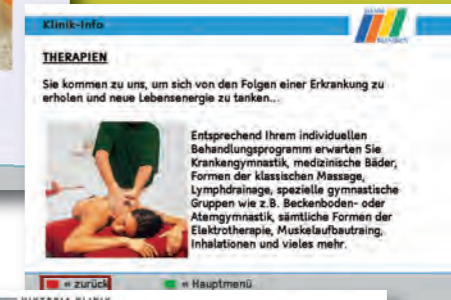 Klinik-Info
THERAPIEN
Sie kommen zu uns, um sich von den Folgen einer Erkrankung zu
erholen und neue Lebensenergie zu tanken...
Entsprechend Ihrem individuellen
Behandlungsprogramm erwarten Sie
Krankengymnastik, medizinische Bäder,
Formen der klassischen Massage,
Lymphdrainage, spezielle gymnastische
Gruppen wie z.B. Beckenboden- oder
Atemgymnastik, sämtliche Formen der
Elektrotherapie, Muskelaufbautraing,
Inhalationen und vieles mehr.
« zurück
« Hauptmenü